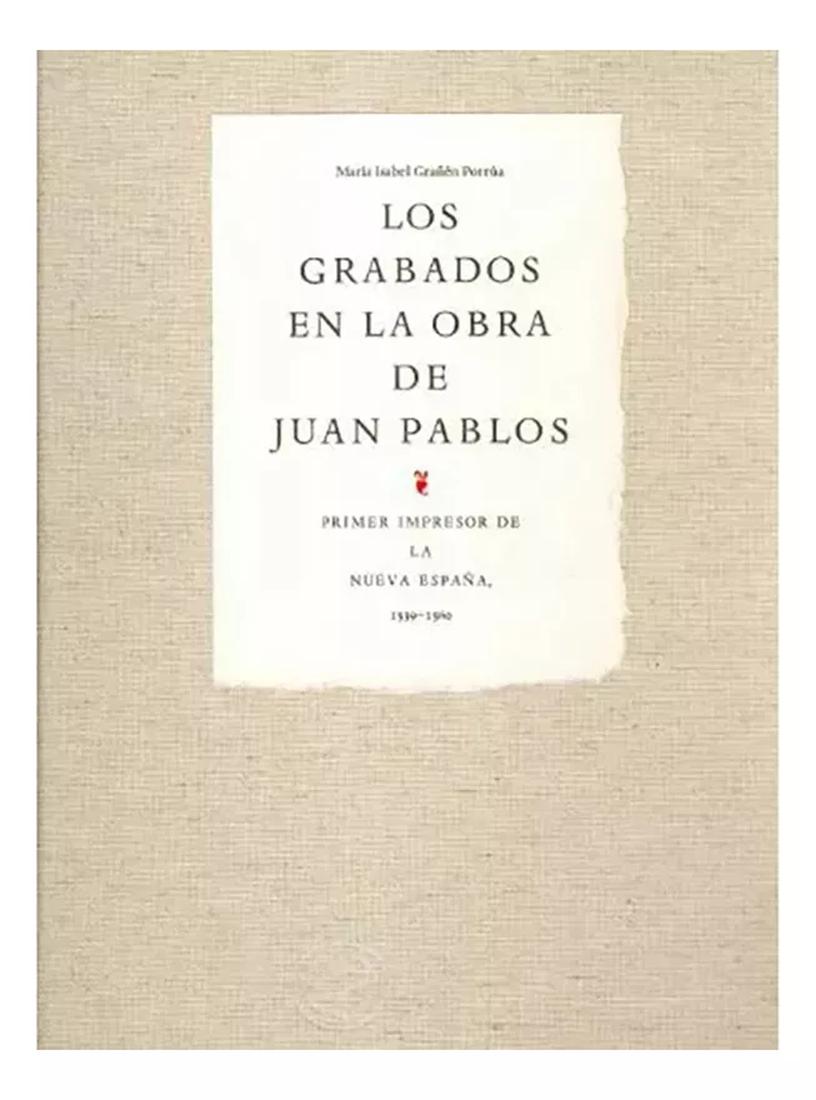 María Isabel Grañén Porrúa
LOS
GRABADOS
EN LA OBRA
DE
JUAN PABLOS
PRIMER IMPRESOR DE
LA
NUEVA ESPAÑA,
1539-1560